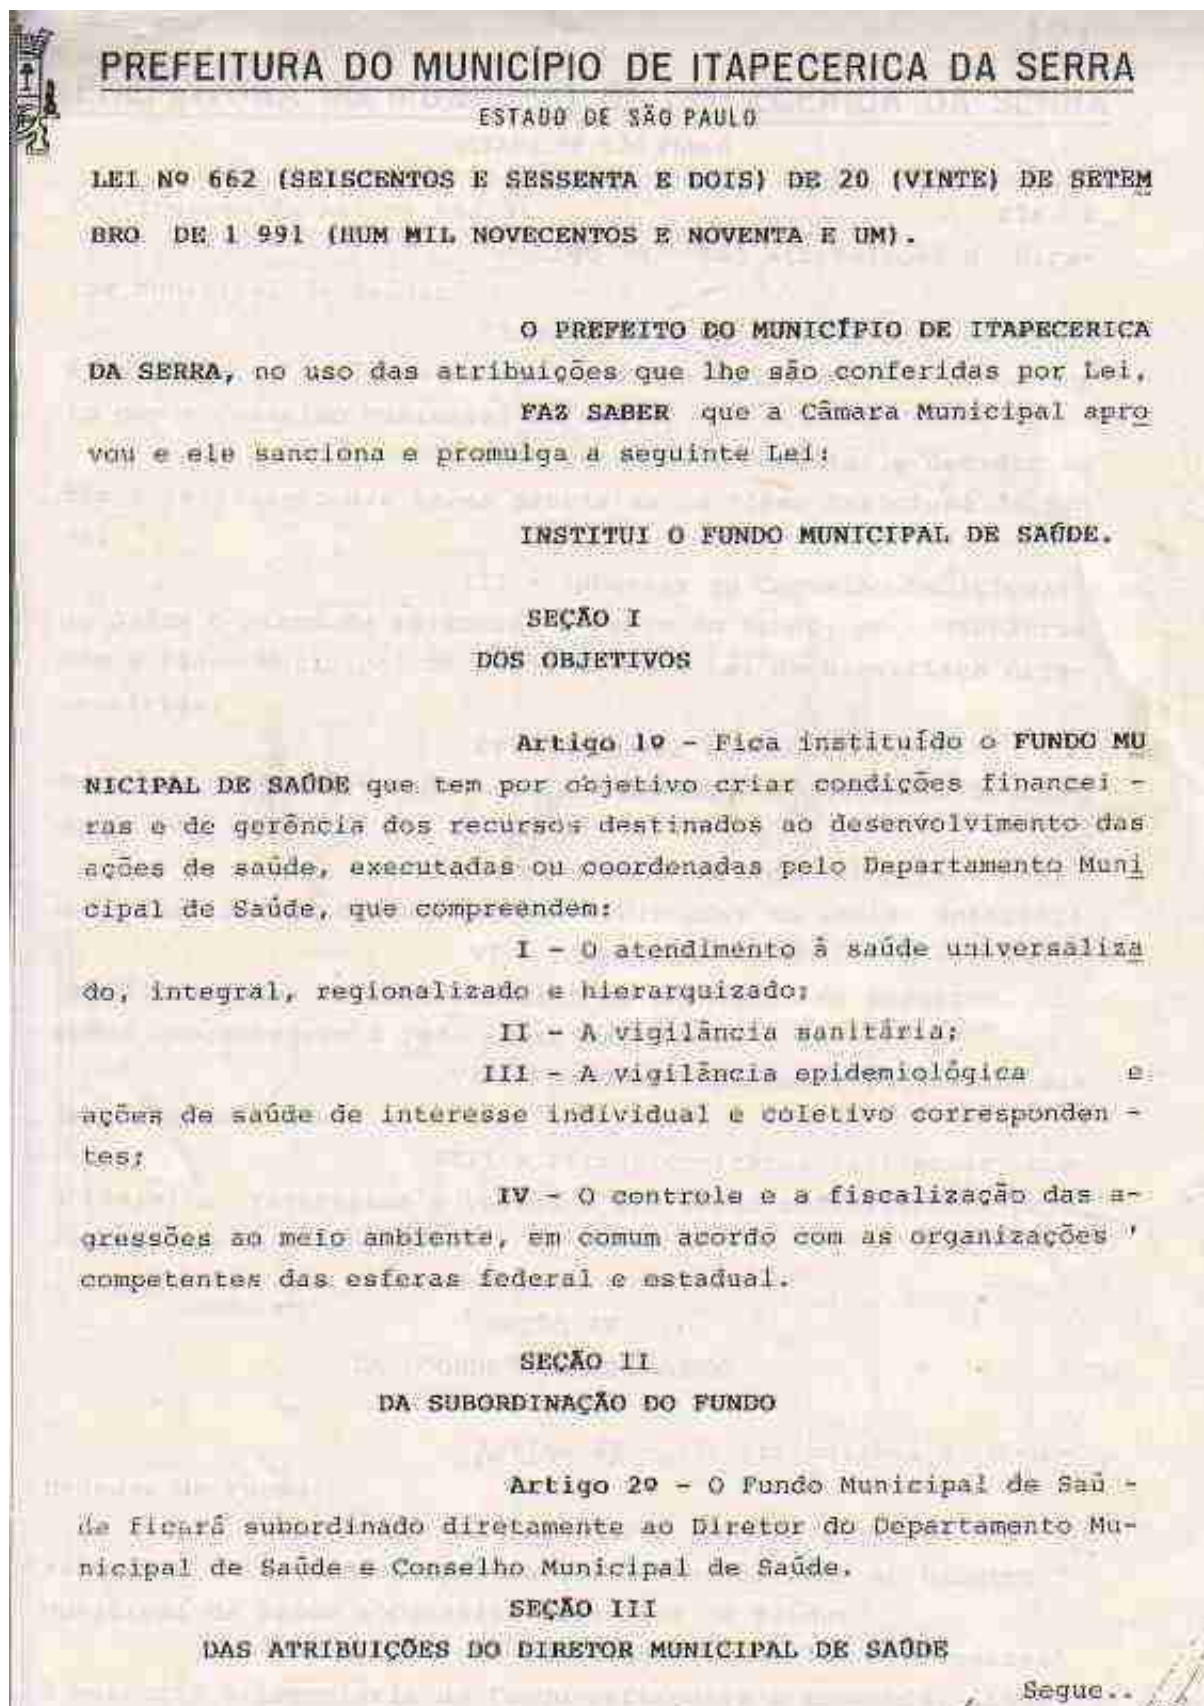 PREFEITURA DO MUNICÍPIO DE ITAPECERICA DA SERRA
ESTADO DE SÃO PAULO
LEI Nº 662 (SEISCENTOS E SESSENTA E DOIS) DE 20 (VINTE) DE SETEM
BRO DE 1 991 (HUM MIL NOVECENTOS E NOVENTA E UM).
O PREFEITO DO MUNICÍPIO DE ITAPECERICA
DA SERRA, no uso das atribuições que lhe são conferidas por Lei,
FAZ SABER que a Câmara Municipal apro
vou e ele sanciona e promulga a seguinte Lei:
INSTITUI O FUNDO MUNICIPAL DE SAÚDE.
SEÇÃO I
DOS OBJETIVOS
Artigo 1º - Fica instituído o FUNDO MU
NICIPAL DE SAÚDE que tem por objetivo criar condições financei -
ras e de gerência dos recursos destinados ao desenvolvimento das
ações de saúde, executadas ou coordenadas pelo Departamento Muni
cipal de Saúde, que compreendem:
I - O atendimento à saúde universaliza
do, integral, regionalizado e hierarquizado;
II - A vigilância sanitária;
III - A vigilância epidemiológica e
ações de saúde de interesse individual e coletivo corresponden -
tes;
IV - O controle e a fiscalização das a-
gressões ao meio ambiente, em comum acordo com as organizações '
competentes das esferas federal e estadual.
SEÇÃO II
DA SUBORDINAÇÃO DO FUNDO
Artigo 2º - O Fundo Municipal de Saú -
de ficará subordinado diretamente ao Diretor do Departamento Mu-
nicipal de Saúde e Conselho Municipal de Saúde.
SEÇÃO III
DAS ATRIBUIÇÕES DO DIRETOR MUNICIPAL DE SAÚDE
Segue..